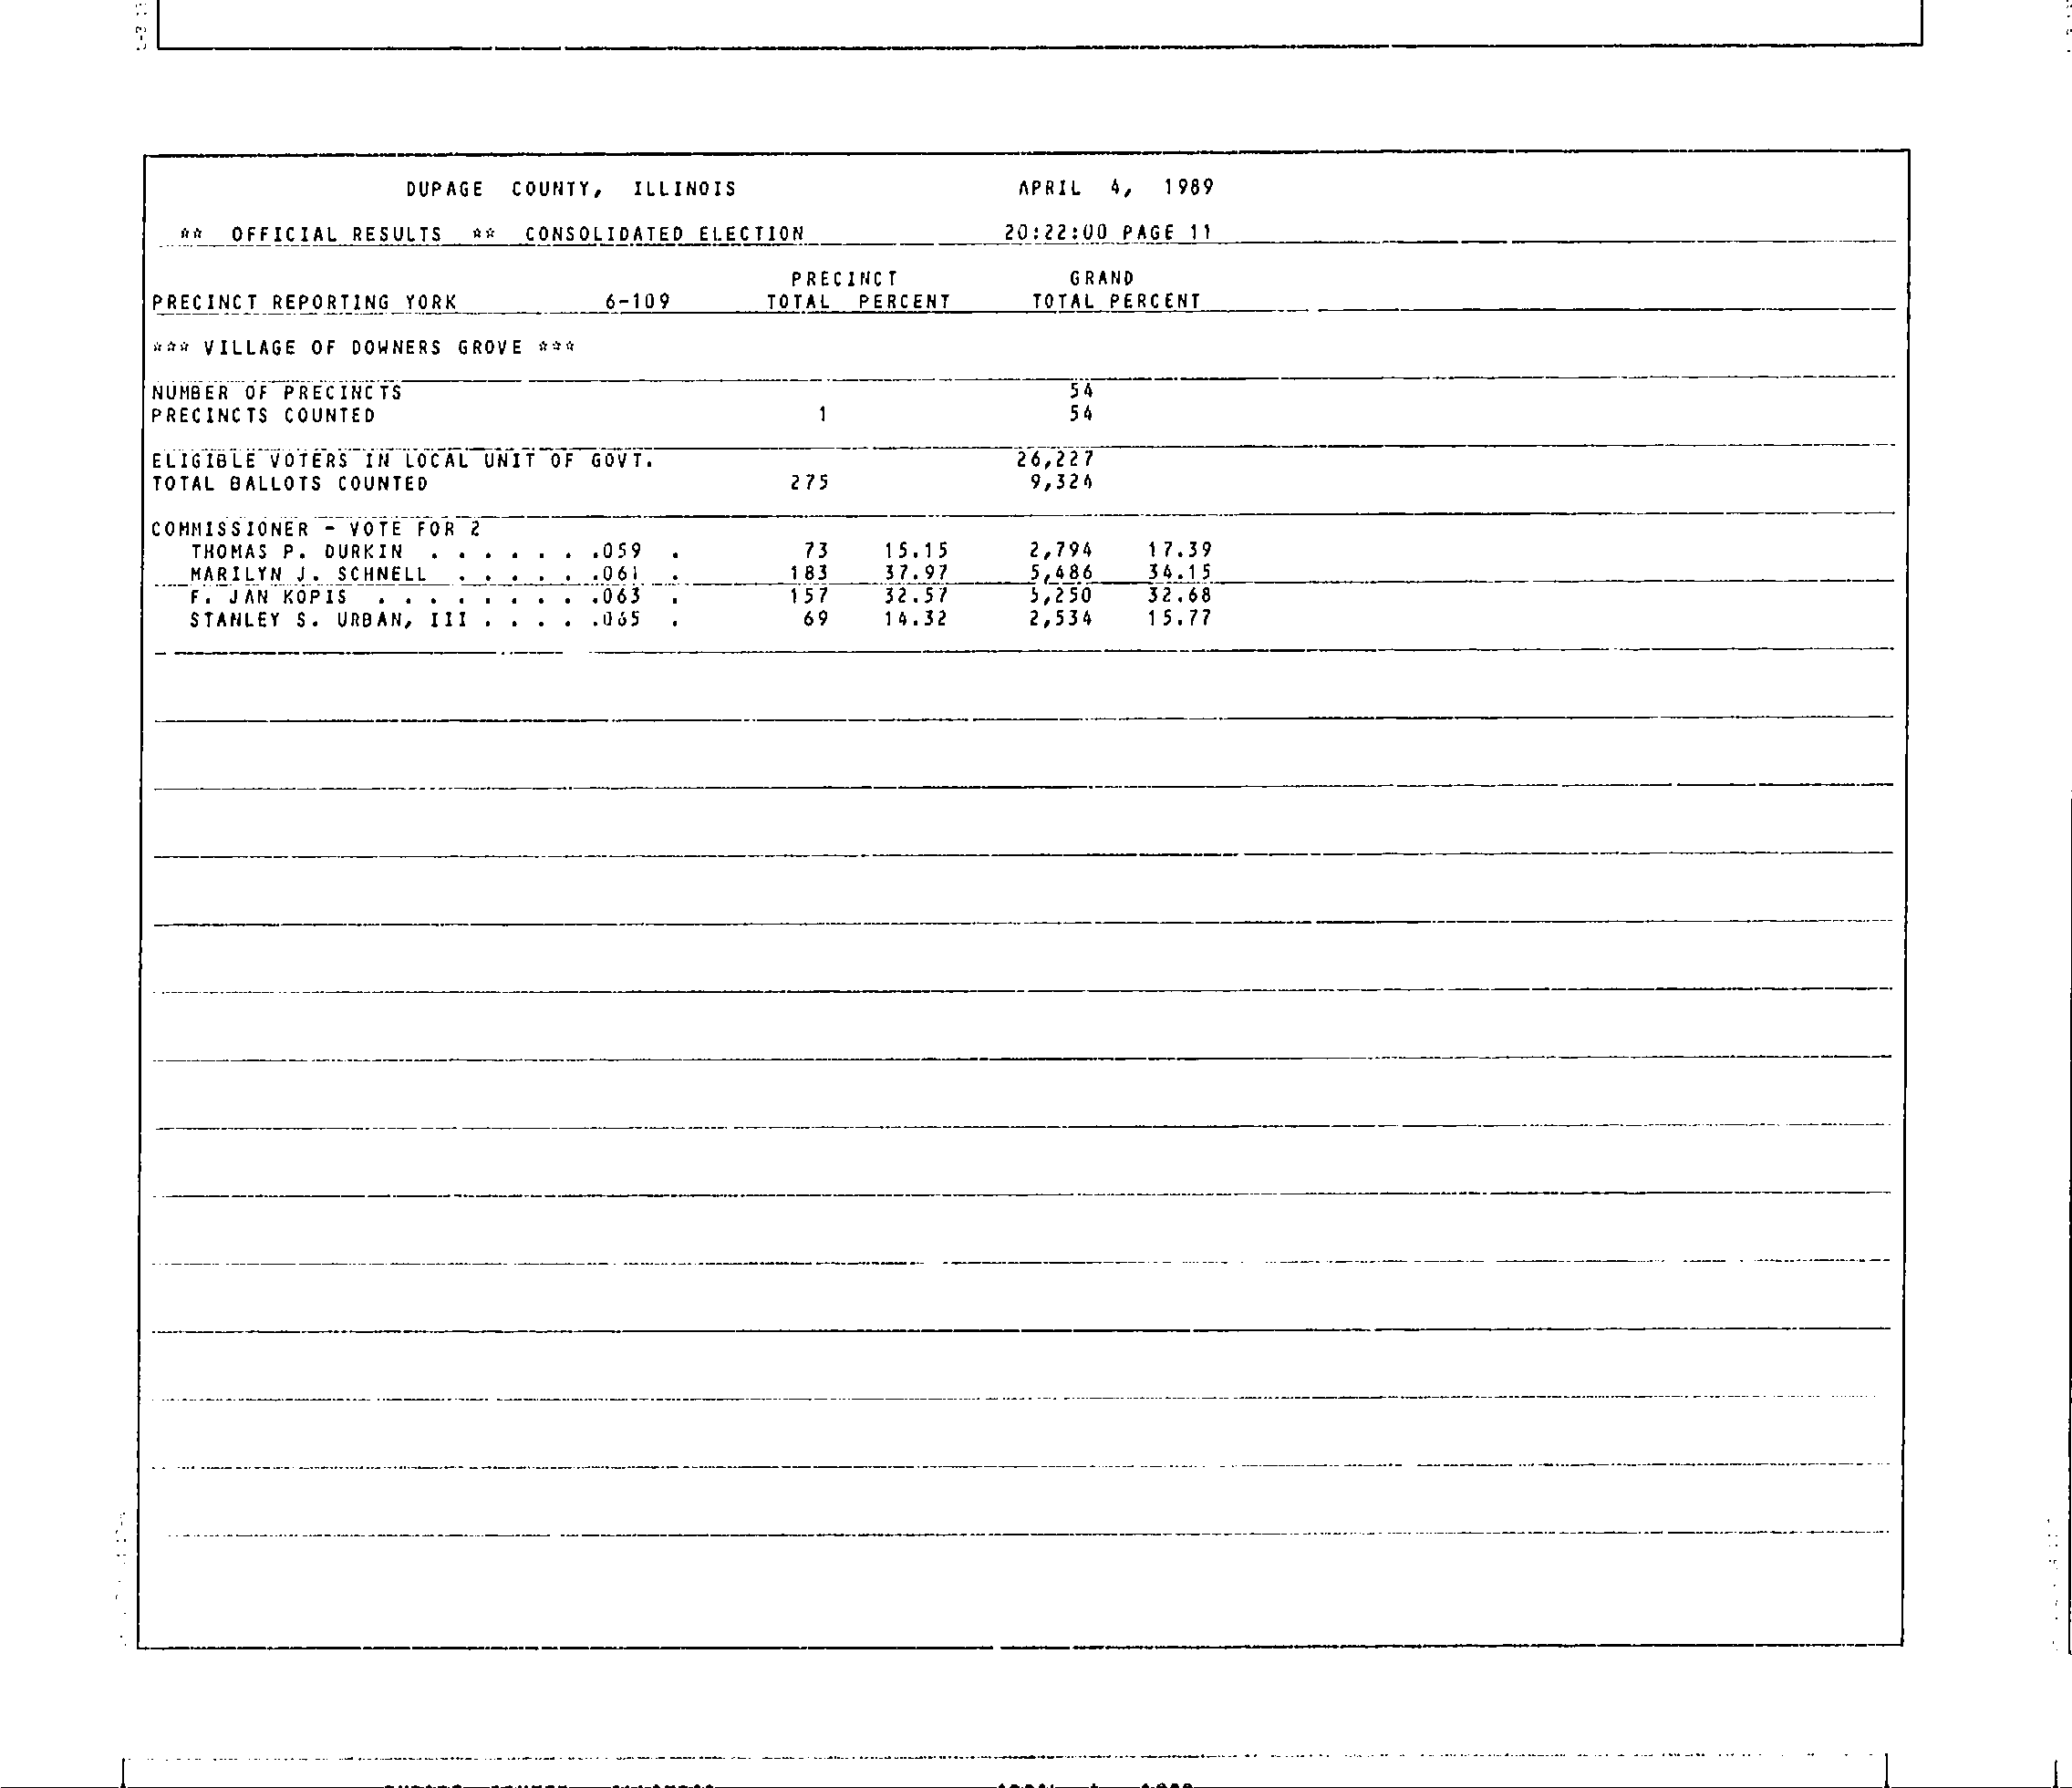 DUPAGE COUNTY, ILLINOIS APRIL 4, 1989
** OFFICIAL RESULTS ** CONSOLIDATED ELECTION 20:22:00 PAGE 11
PRECINCT GRAND
PRECINCT REPORTING YORK 6-109 TOTAL PERCENT TOTAL PERCENT
*** VILLAGE OF DOWNERS GROVE ***
NUMBER OF PRECINCTS 54
PRECINCTS COUNTED 1 54
ELIGIBLE VOTERS IN LOCAL UNIT OF GOVT. 26,227
TOTAL BALLOTS COUNTED 275 9,324
COMMISSIONER - VOTE FOR 2
THOMAS P. DURKIN . . . . . . .059 . 73 15.15 2,794 17.39
MARILYN J. SCHNELL . . . . . .061 . 183 37.97 5,486 34.15
F. JAN KOPIS . . . . . . . . .063 . 157 32.57 5,250 32.68
STANLEY S. URBAN, III . . . . .065 . 69 14.32 2,534 15.77